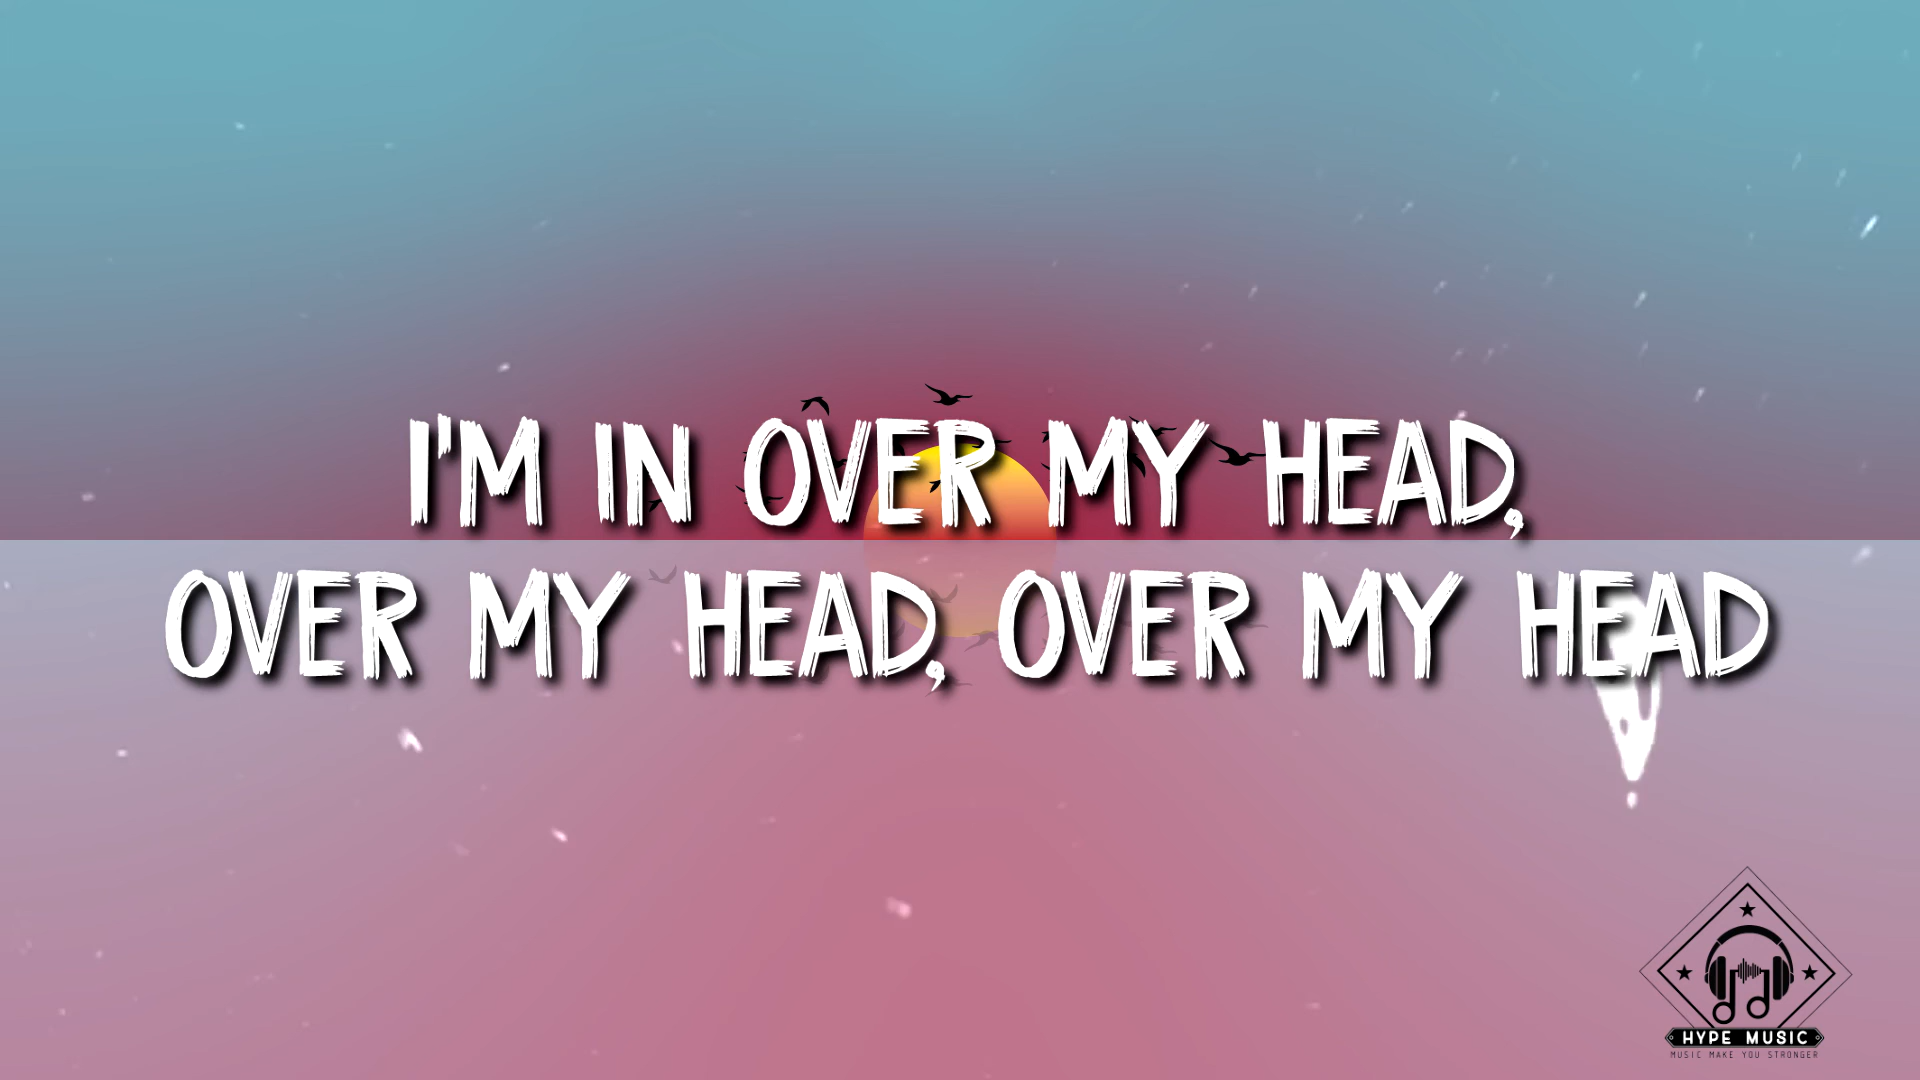 I'M IN OVER MY HEAD,
OVER MY HEAD, OVER MY HEAD
HYPE MUSIC
MUSIC MAKE YOU STRONGER